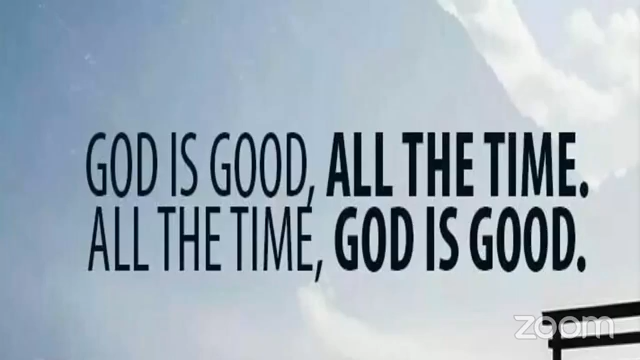 GOD IS GOOD, ALL THE TIME.
ALL THE TIME, GOD IS GOOD.
zoom